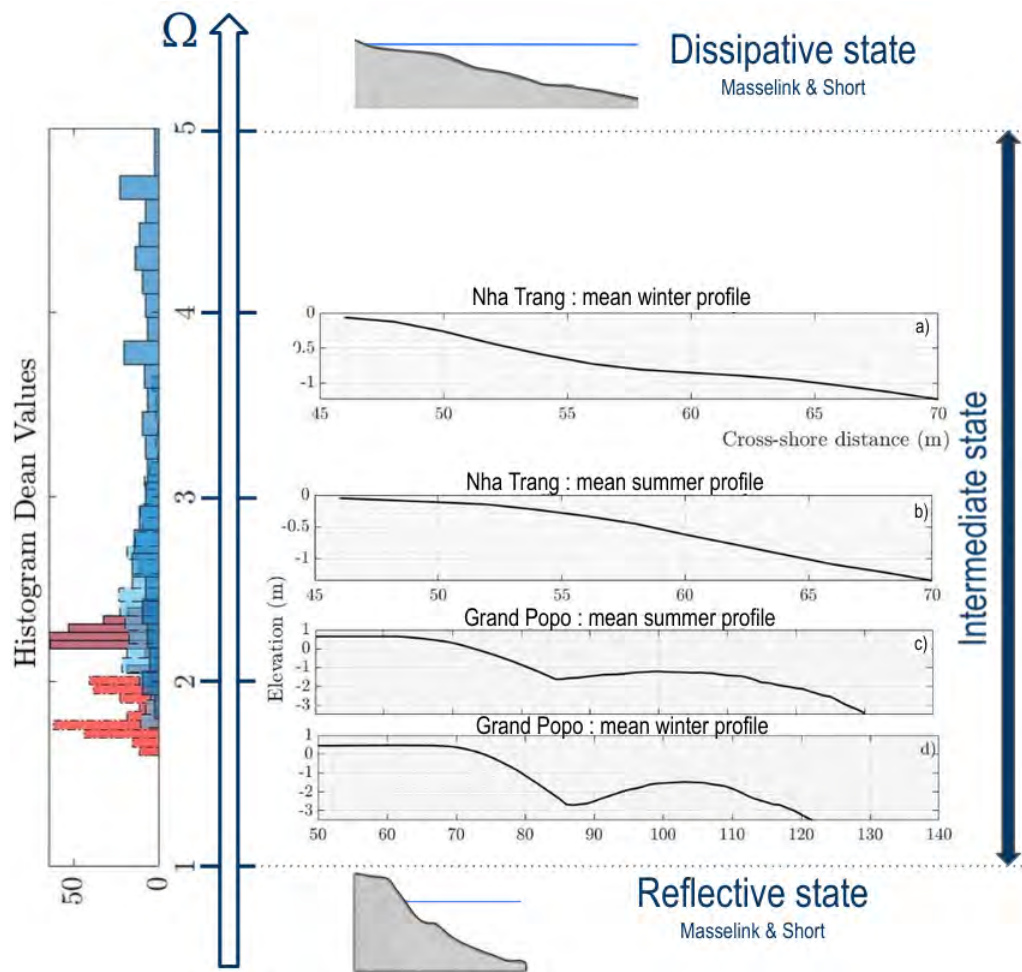 Ω
Dissipative state
Masselink & Short
Histogram Dean Values
5
4
3
2
1
50
0
Nha Trang : mean winter profile
a)
0
0.5
-1
45
50
55
60
65
70
Cross-shore distance (m)
Nha Trang : mean summer profile
b)
0
-0.5
-1
45
50
55
60
65
70
Elevation (m)
Grand Popo : mean summer profile
c)
1
0
-1
-2
-3
Grand Popo : mean winter profile
d)
1
0
-1
-2
-3
50
60
70
80
90
100
110
120
130
140
Intermediate state
Reflective state
Masselink & Short